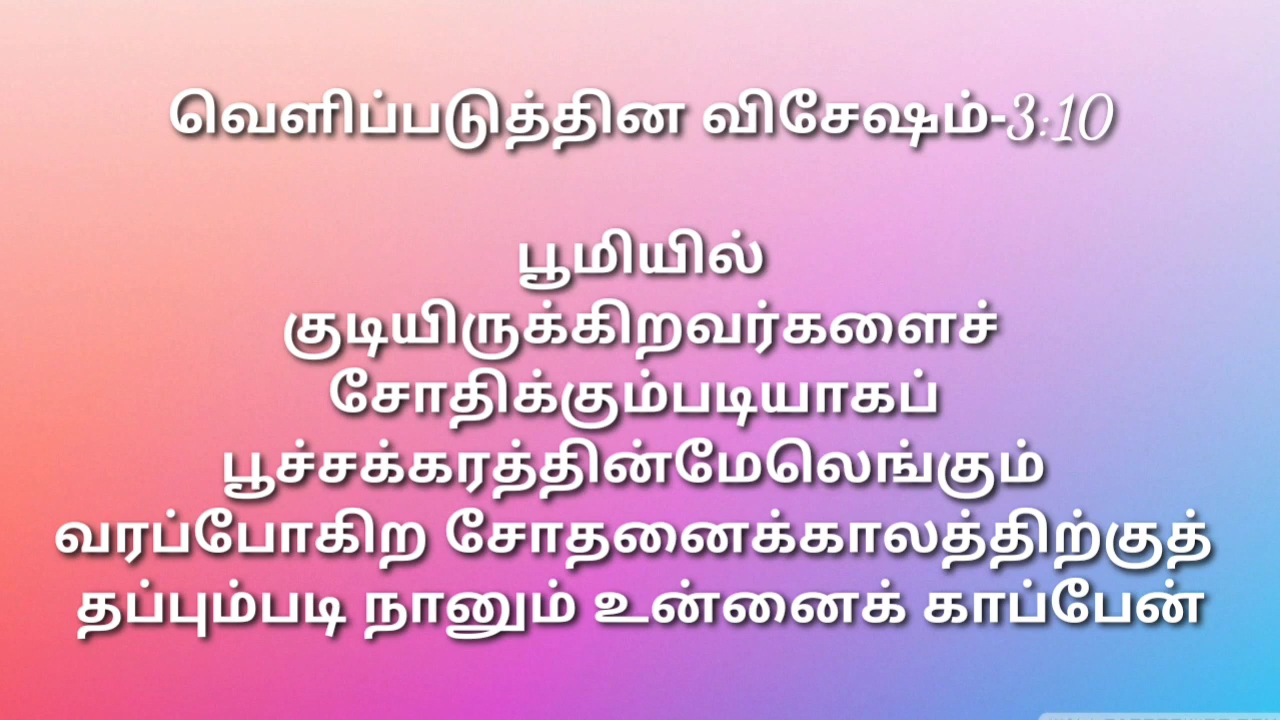 வெளிப்படுத்தின விசேஷம்-3:10
பூமியில்
குடியிருக்கிறவர்களைச்
சோதிக்கும்படியாகப்
பூச்சக்கரத்தின்மேலெங்கும்
வரப்போகிற சோதனைக்காலத்திற்குத்
தப்பும்படி நானும் உன்னைக் காப்பேன்